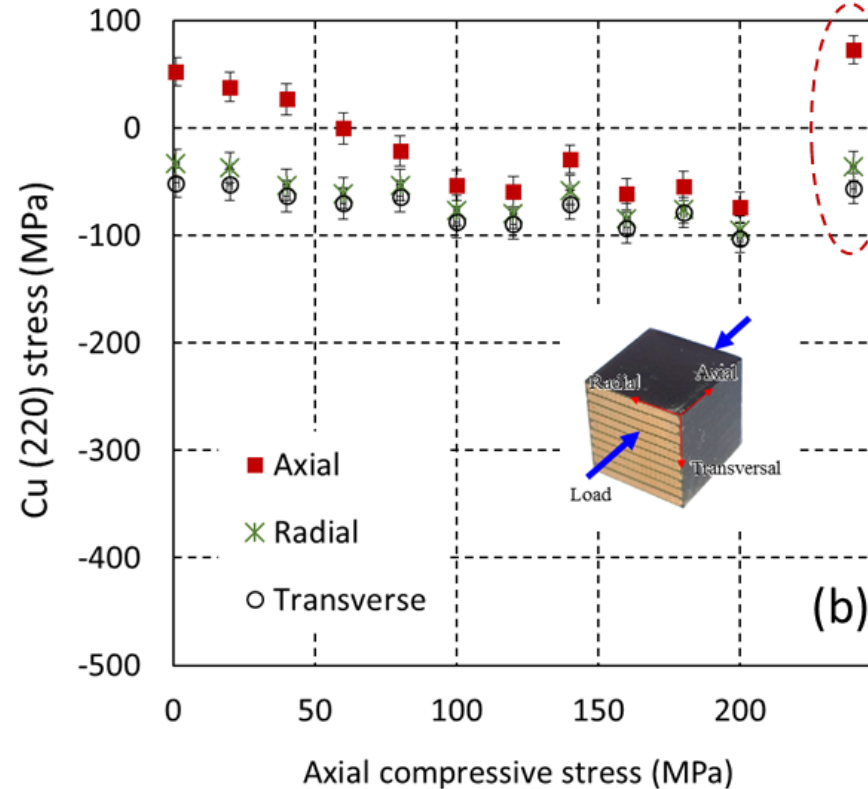 100
0
-100
-200
-300
-400
-500
Cu (220) stress (MPa)
Radial
Axial
Transversal
Load
Axial
Radial
Transverse
(b)
0
50
100
150
200
Axial compressive stress (MPa)